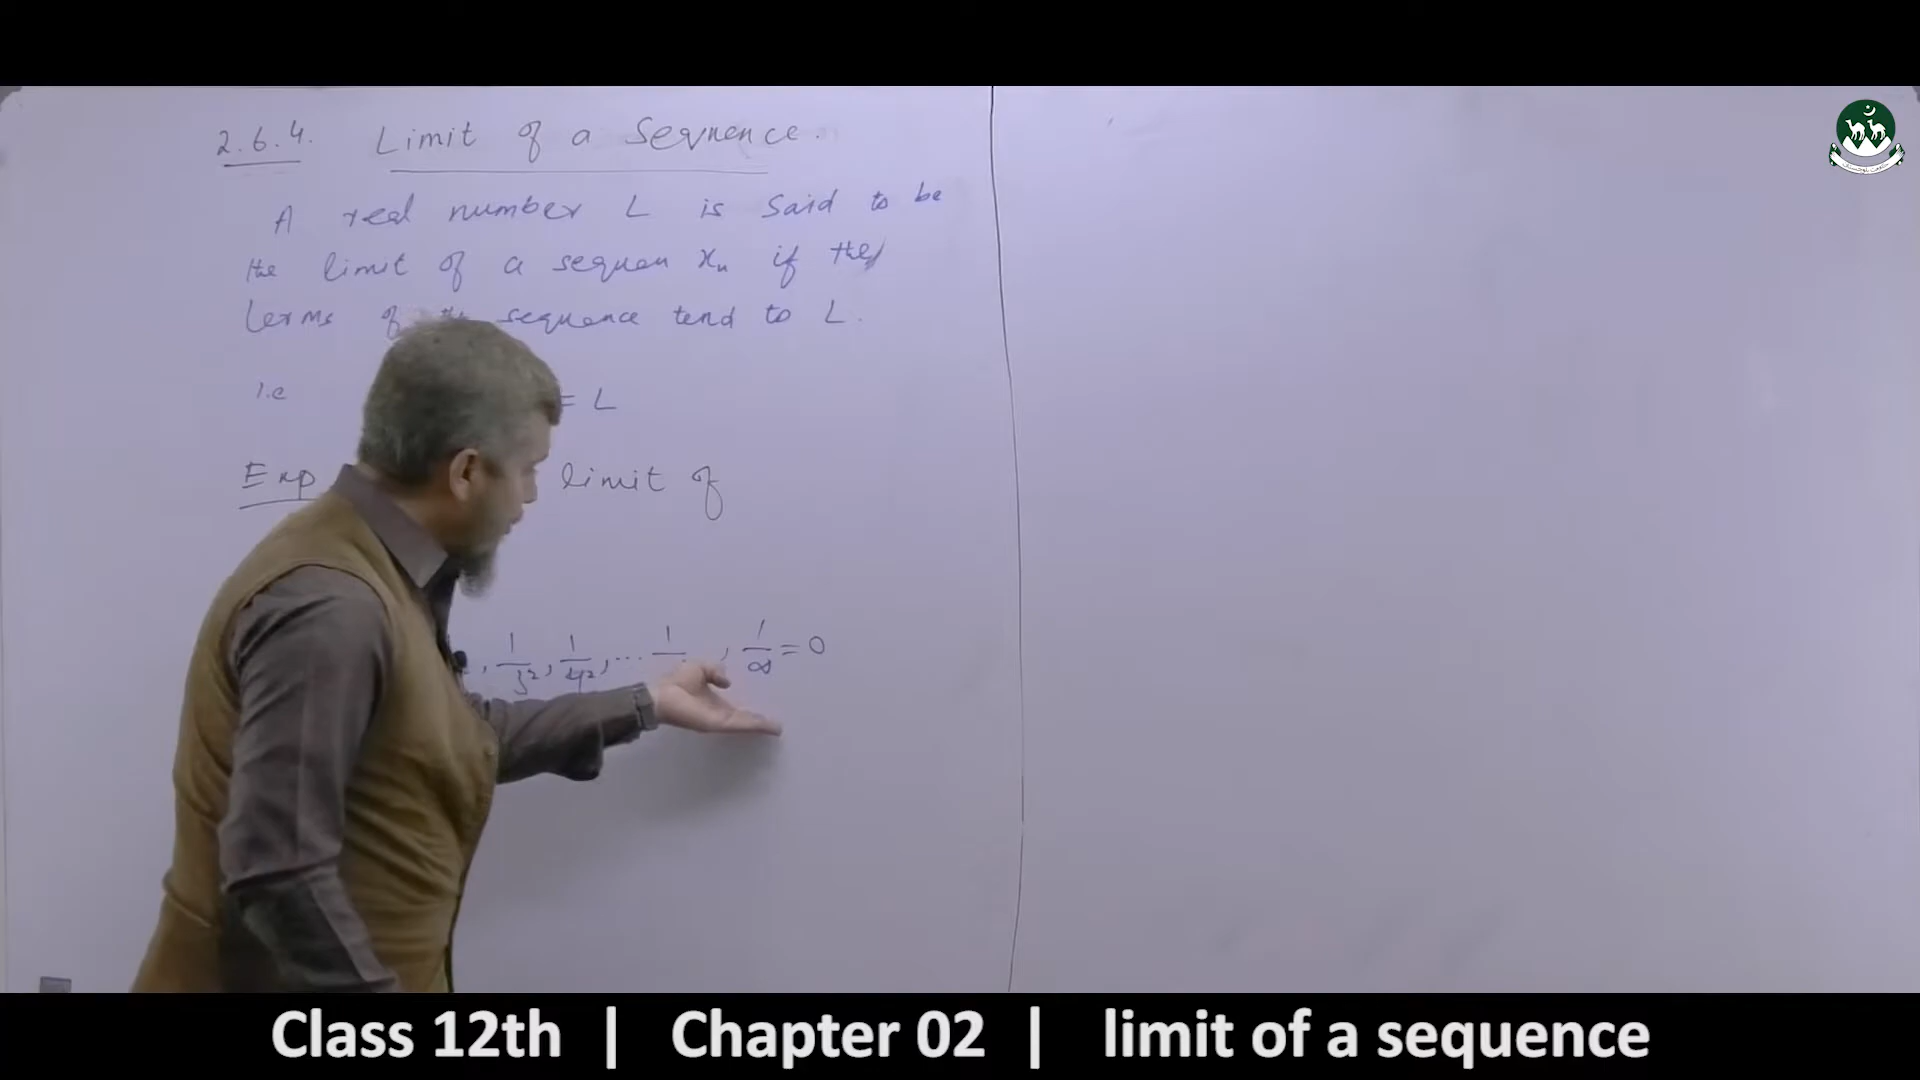 2.6.4. Limit of a Sequence.
A real number L is said to be
the limit of a sequen xₙ if the
terms of sequence tend to L.
i.e = L
Exp limit of
, 1/3², 1/4², ... 1 , 1/∞ = 0
Class 12th | Chapter 02 | limit of a sequence